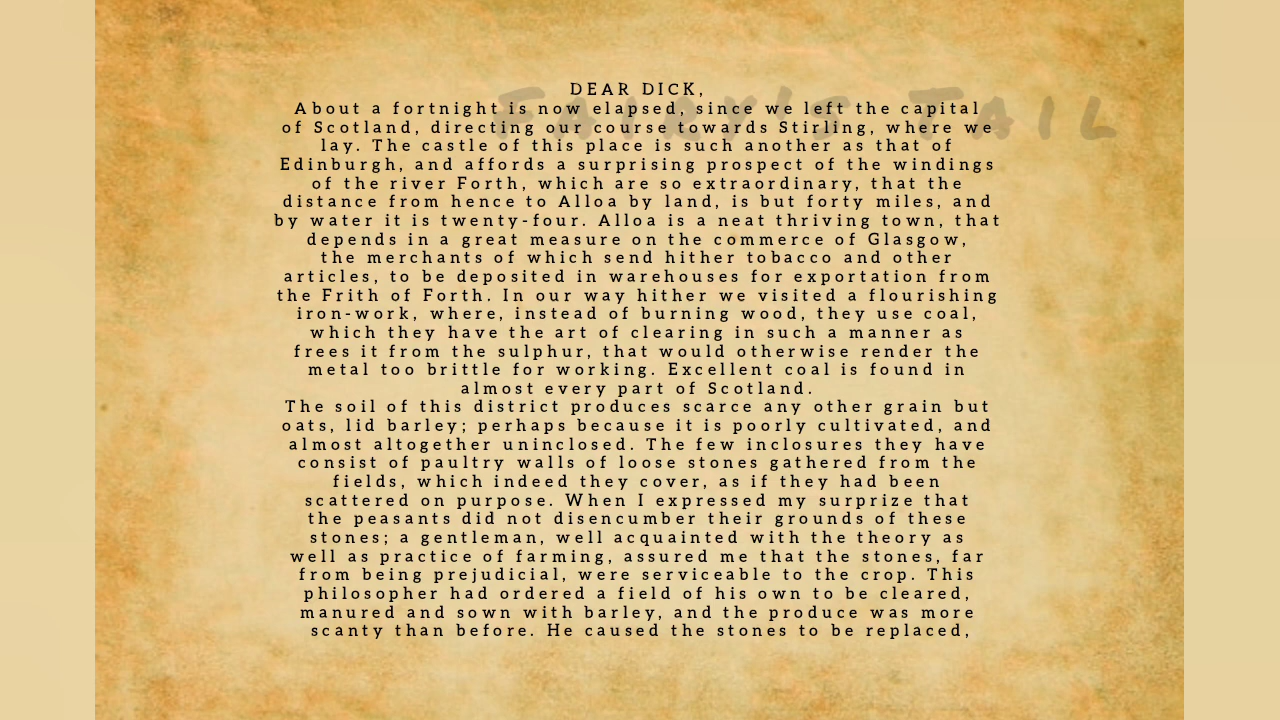 FAIRY'S TAIL
DEAR DICK,
About a fortnight is now elapsed, since we left the capital
of Scotland, directing our course towards Stirling, where we
lay. The castle of this place is such another as that of
Edinburgh, and affords a surprising prospect of the windings
of the river Forth, which are so extraordinary, that the
distance from hence to Alloa by land, is but forty miles, and
by water it is twenty-four. Alloa is a neat thriving town, that
depends in a great measure on the commerce of Glasgow,
the merchants of which send hither tobacco and other
articles, to be deposited in warehouses for exportation from
the Frith of Forth. In our way hither we visited a flourishing
iron-work, where, instead of burning wood, they use coal,
which they have the art of clearing in such a manner as
frees it from the sulphur, that would otherwise render the
metal too brittle for working. Excellent coal is found in
almost every part of Scotland.
The soil of this district produces scarce any other grain but
oats, lid barley; perhaps because it is poorly cultivated, and
almost altogether uninclosed. The few inclosures they have
consist of paultry walls of loose stones gathered from the
fields, which indeed they cover, as if they had been
scattered on purpose. When I expressed my surprize that
the peasants did not disencumber their grounds of these
stones; a gentleman, well acquainted with the theory as
well as practice of farming, assured me that the stones, far
from being prejudicial, were serviceable to the crop. This
philosopher had ordered a field of his own to be cleared,
manured and sown with barley, and the produce was more
scanty than before. He caused the stones to be replaced,